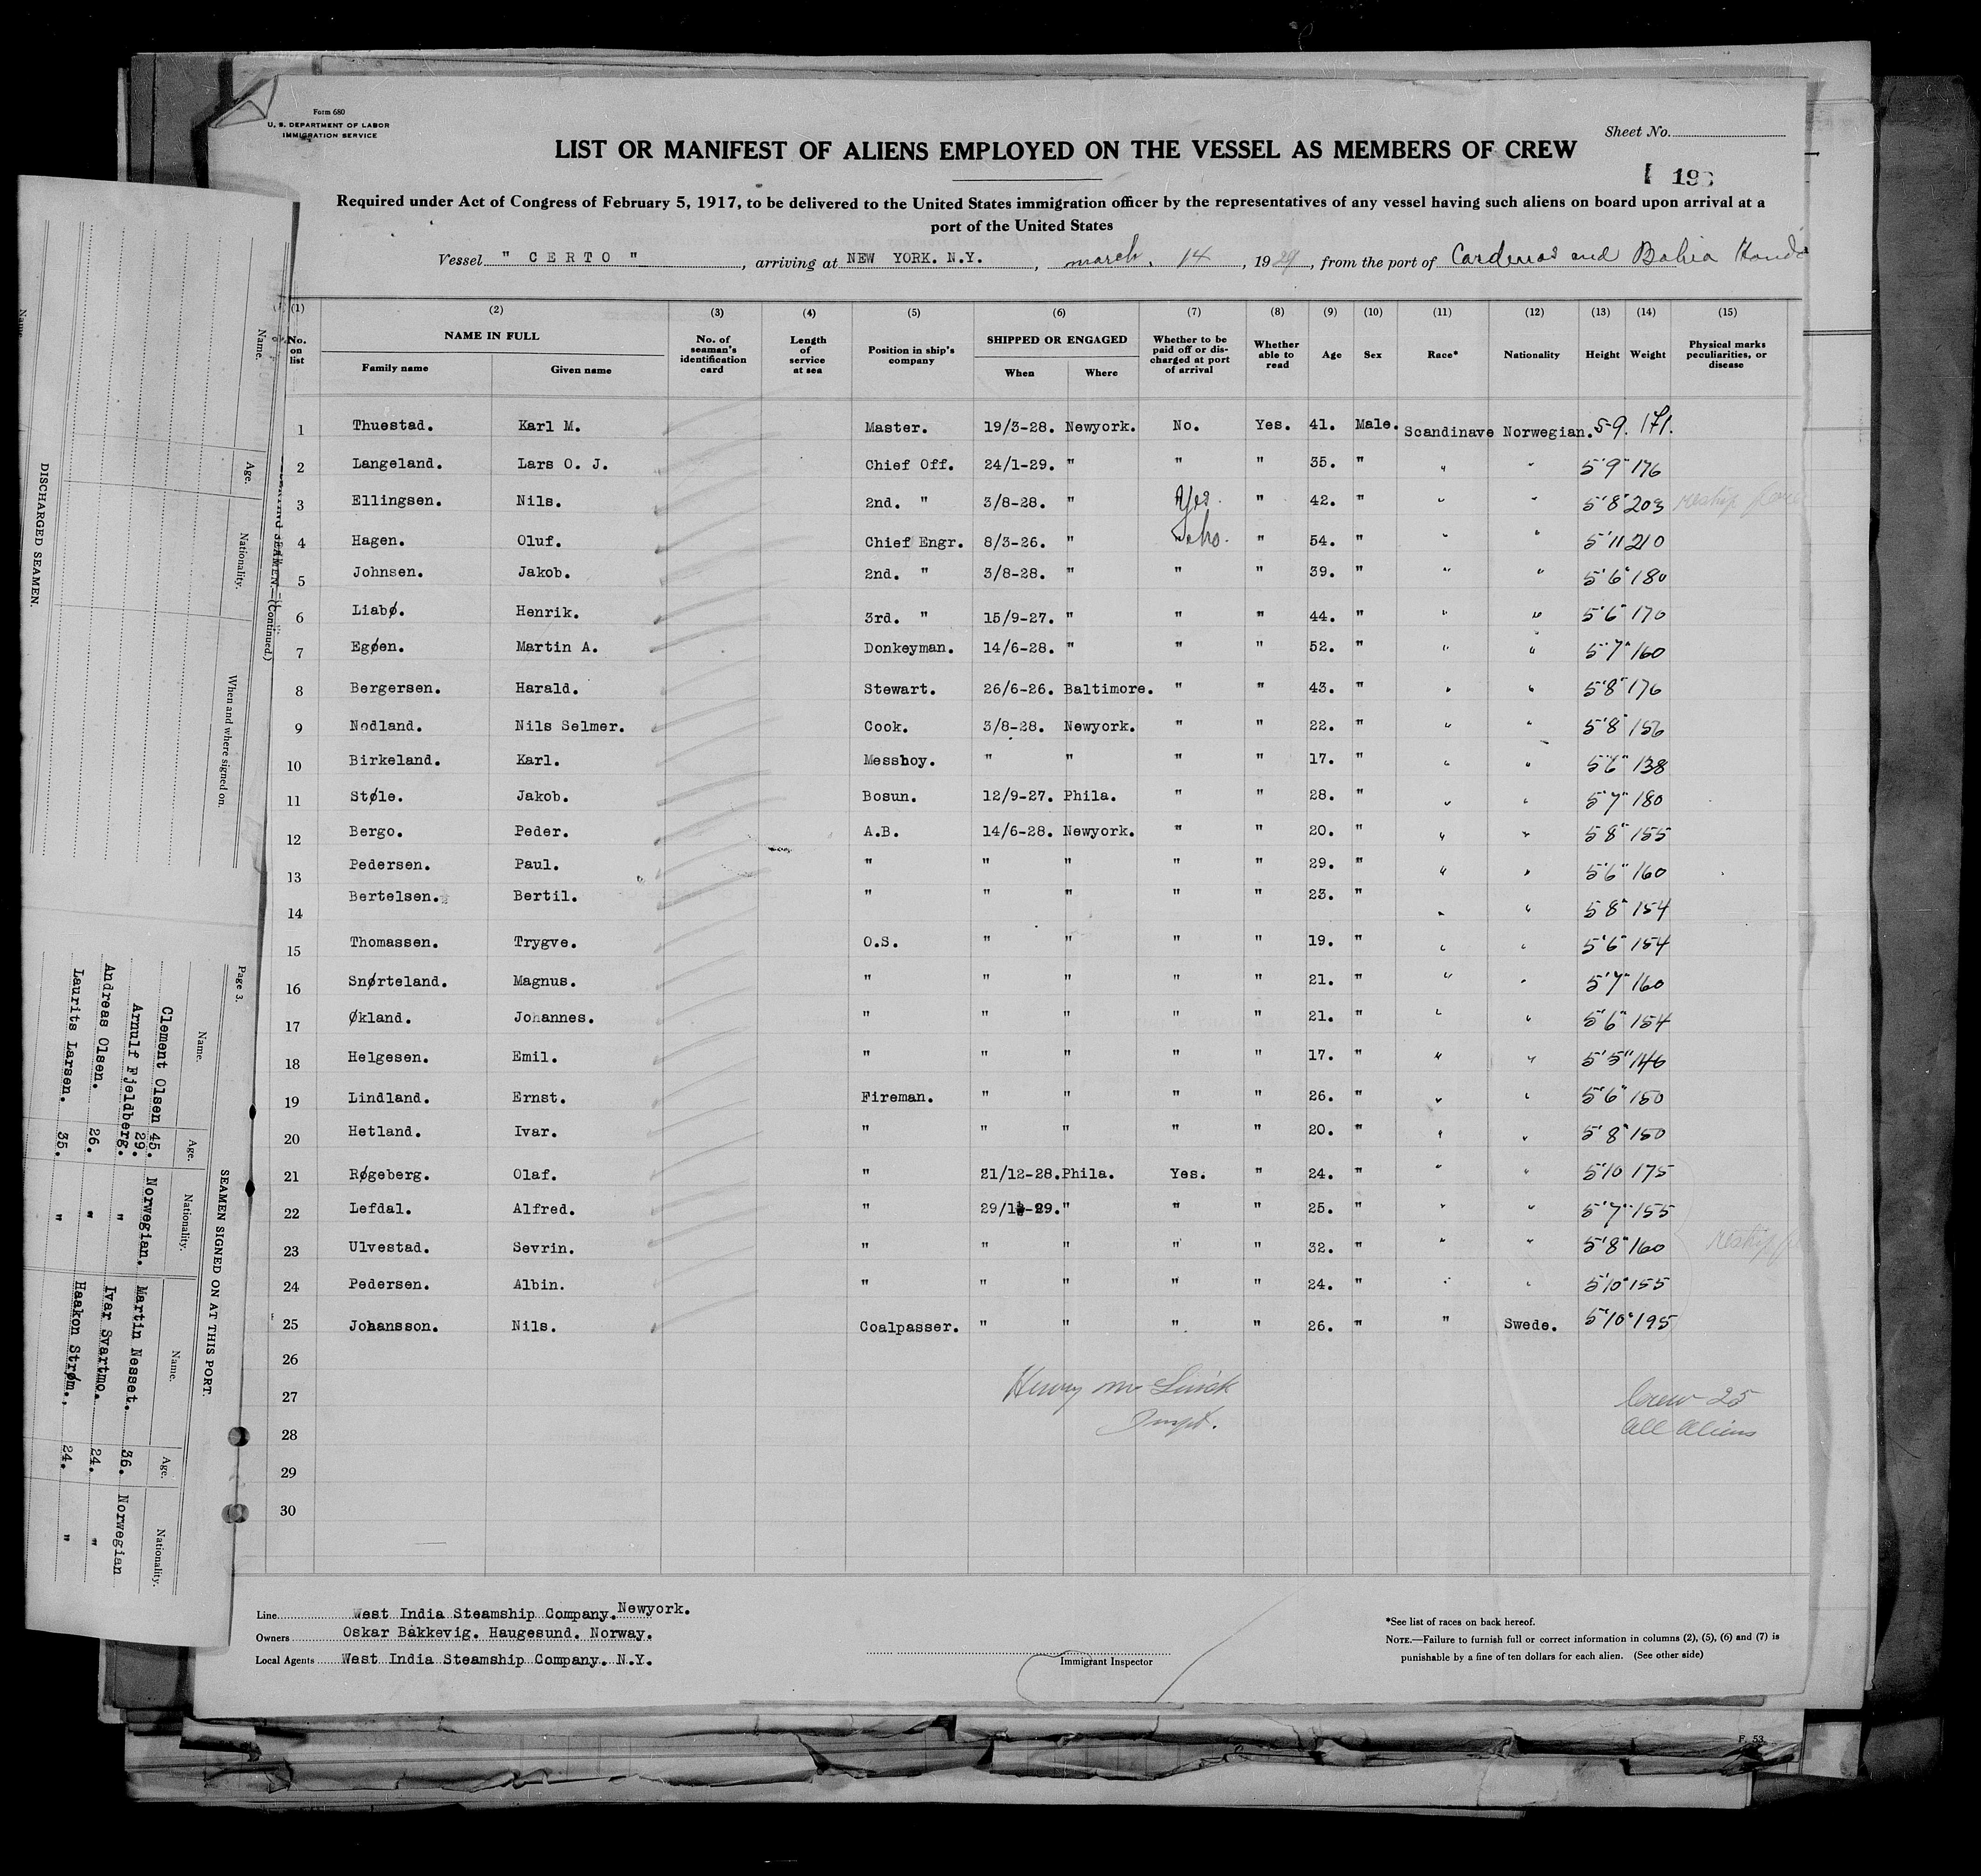 Form 680
U. S. DEPARTMENT OF LABOR
IMMIGRATION SERVICE
Sheet No.
LIST OR MANIFEST OF ALIENS EMPLOYED ON THE VESSEL AS MEMBERS OF CREW
Required under Act of Congress of February 5, 1917, to be delivered to the United States immigration officer by the representatives of any vessel having such aliens on board upon arrival at a
port of the United States
Vessel " CERTO ", arriving at NEW YORK. N.Y., march, 14, 1929, from the port of Cardenas and Bahia Honda
(1) (2) (3) (4) (5) (6) (7) (8) (9) (10) (11) (12) (13) (14) (15)
No. on list NAME IN FULL Family name Given name No. of seaman's identification card Length of service at sea Position in ship's company SHIPPED OR ENGAGED When Where Whether to be paid off or discharged at port of arrival Whether able to read Age Sex Race* Nationality Height Weight Physical marks peculiarities, or disease
1 Thuestad. Karl M. Master. 19/3-28. Newyork. No. Yes. 41. Male. Scandinave Norwegian. 5-9. 171.
2 Langeland. Lars O. J. Chief Off. 24/1-29. " " " 35. " " " 5'9" 176
3 Ellingsen. Nils. 2nd. " 3/8-28. " Yes. " 42. " " " 5'8" 203 reship
4 Hagen. Oluf. Chief Engr. 8/3-26. " No. " 54. " " " 5'11 210
5 Johnsen. Jakob. 2nd. " 3/8-28. " " " 39. " " " 5'6" 180
6 Liabø. Henrik. 3rd. " 15/9-27. " " " 44. " " " 5'6" 170
7 Egøen. Martin A. Donkeyman. 14/6-28. " " " 52. " " " 5'7" 160
8 Bergersen. Harald. Stewart. 26/6-26. Baltimore. " " 43. " " " 5'8" 176
9 Nodland. Nils Selmer. Cook. 3/8-28. Newyork. " " 22. " " " 5'8" 156
10 Birkeland. Karl. Messboy. " " " " 17. " " " 5'6" 138
11 Støle. Jakob. Bosun. 12/9-27. Phila. " " 28. " " " 5'7" 180
12 Bergo. Peder. A.B. 14/6-28. Newyork. " " 20. " " " 5'8" 155
13 Pedersen. Paul. " " " " " 29. " " " 5'6" 160
14 Bertelsen. Bertil. " " " " " 23. " " " 5'8" 154
15 Thomassen. Trygve. O.S. " " " " 19. " " " 5'6" 154
16 Snørteland. Magnus. " " " " " 21. " " " 5'7" 160
17 Økland. Johannes. " " " " " 21. " " " 5'6" 154
18 Helgesen. Emil. " " " " " 17. " " " 5'5" 146
19 Lindland. Ernst. Fireman. " " " " 26. " " " 5'6" 150
20 Hetland. Ivar. " " " " " 20. " " " 5'8" 150
21 Røgeberg. Olaf. " 21/12-28. Phila. Yes. " 24. " " " 5'10 175
22 Lefdal. Alfred. " 29/1-29. " " " 25. " " " 5'7" 155
23 Ulvestad. Sevrin. " " " " " 32. " " " 5'8" 160 reship
24 Pedersen. Albin. " " " " " 24. " " " 5'10" 155
25 Johansson. Nils. Coalpasser. " " " " 26. " " Swede. 5'10" 195
26
27
28
29
30
Henry
Inspt.
Crew 25
All Aliens
Line West India Steamship Company. Newyork.
Owners Oskar Bakkevig. Haugesund. Norway.
Local Agents West India Steamship Company. N.Y.
Immigrant Inspector
*See list of races on back hereof.
NOTE.—Failure to furnish full or correct information in columns (2), (5), (6) and (7) is
punishable by a fine of ten dollars for each alien. (See other side)
F. 53
DISCHARGED SEAMEN.
Name. Age. Nationality. When and where signed on.
(Continued.)
Page 3.
SEAMEN SIGNED ON AT THIS PORT.
Name. Age. Nationality. Name. Age. Nationality.
Clement Olsen 45. Norwegian. Martin Nesset. 36. Norwegian
Arnulf Fjeldberg. 29. " Ivar Svartmo. 24. "
Andreas Olsen. 26. " Haakon Strøm. 24. "
Laurits Larsen. 35. "